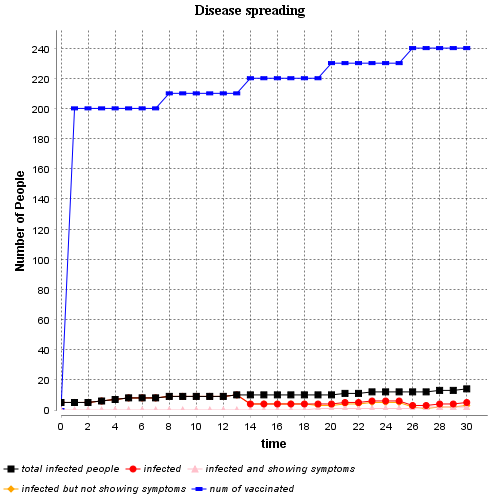 Disease spreading
Number of People
240
220
200
180
160
140
120
100
80
60
40
20
0
0 2 4 6 8 10 12 14 16 18 20 22 24 26 28 30
time
total infected people infected infected and showing symptoms
infected but not showing symptoms num of vaccinated